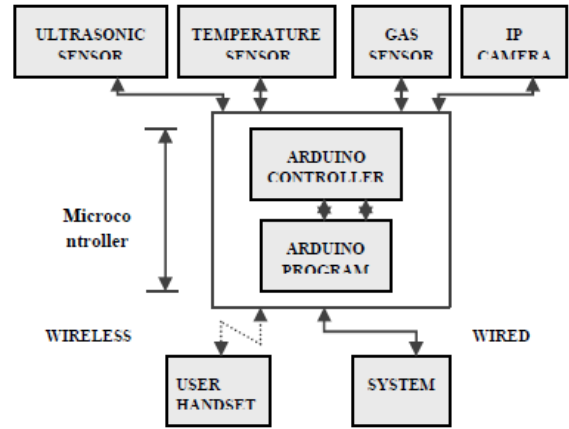 ULTRASONIC
SENSOR
TEMPERATURE
SENSOR
GAS
SENSOR
IP
CAMERA
ARDUINO
CONTROLLER
Microco
ntroller
ARDUINO
PROGRAM
WIRELESS
WIRED
USER
HANDSET
SYSTEM